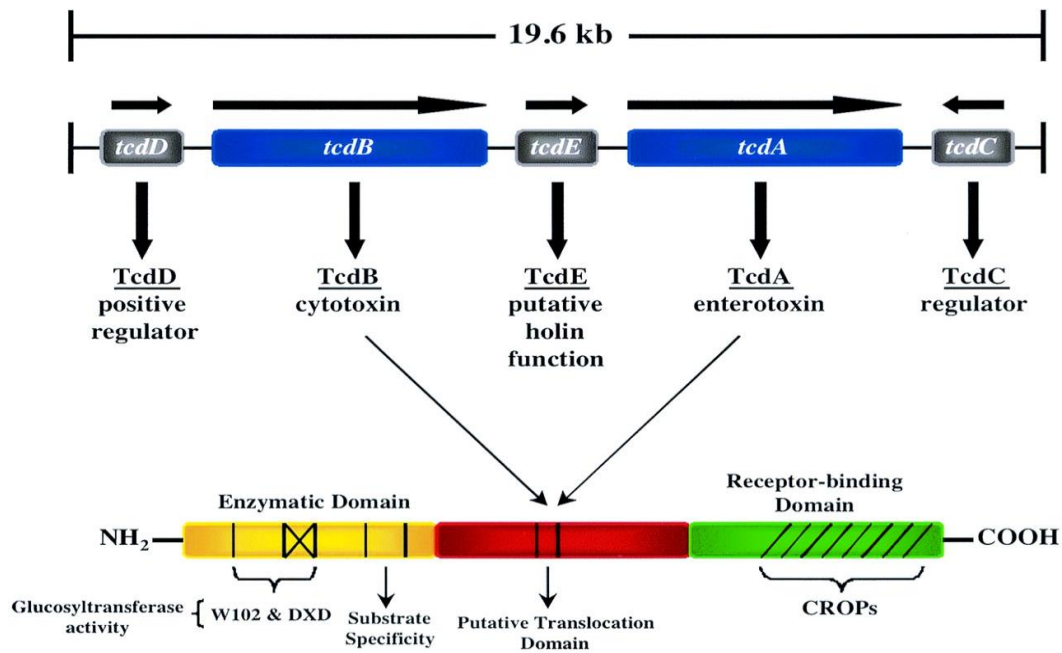 19.6 kb
tcdD
tcdB
tcdE
tcdA
tcdC
TcdD
positive
regulator
TcdB
cytotoxin
TcdE
putative
holin
function
TcdA
enterotoxin
TcdC
regulator
Enzymatic Domain
Receptor-binding
Domain
NH₂
COOH
Glucosyltransferase
activity
W102 & DXD
Substrate
Specificity
Putative Translocation
Domain
CROPs